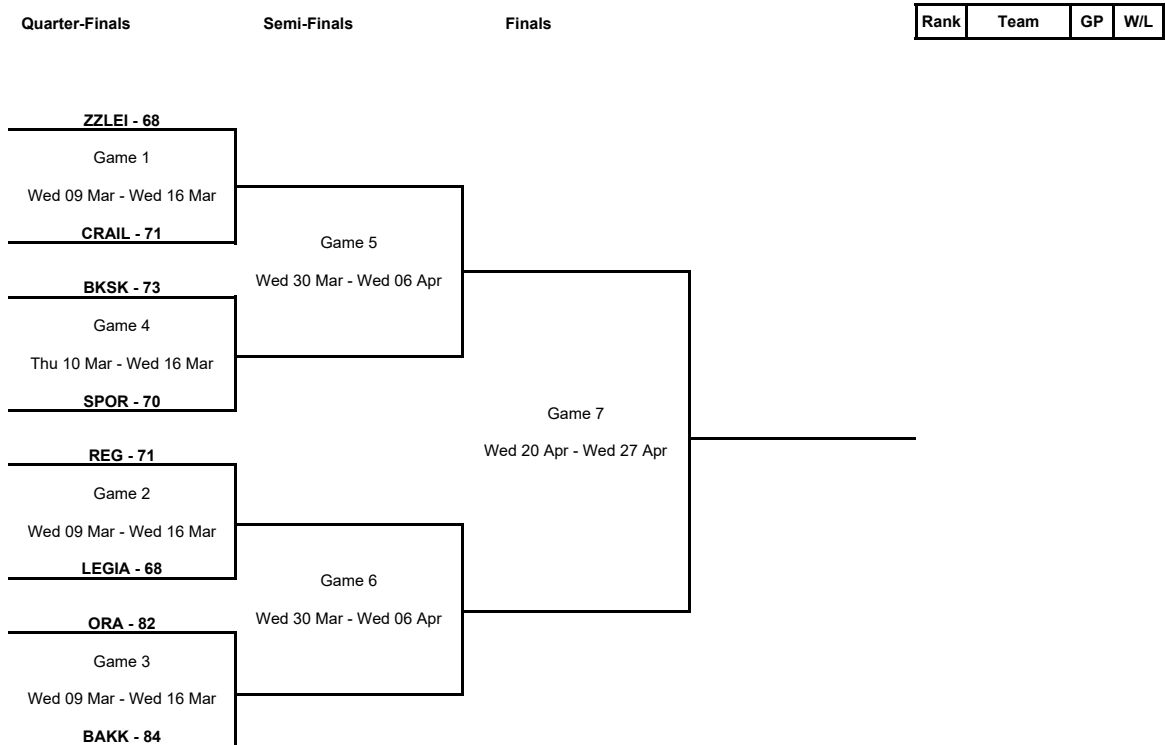 Quarter-Finals Semi-Finals Finals
Rank Team GP W/L
ZZLEI - 68
Game 1
Wed 09 Mar - Wed 16 Mar
CRAIL - 71
BKSK - 73
Game 4
Thu 10 Mar - Wed 16 Mar
SPOR - 70
REG - 71
Game 2
Wed 09 Mar - Wed 16 Mar
LEGIA - 68
ORA - 82
Game 3
Wed 09 Mar - Wed 16 Mar
BAKK - 84
Game 5
Wed 30 Mar - Wed 06 Apr
Game 6
Wed 30 Mar - Wed 06 Apr
Game 7
Wed 20 Apr - Wed 27 Apr